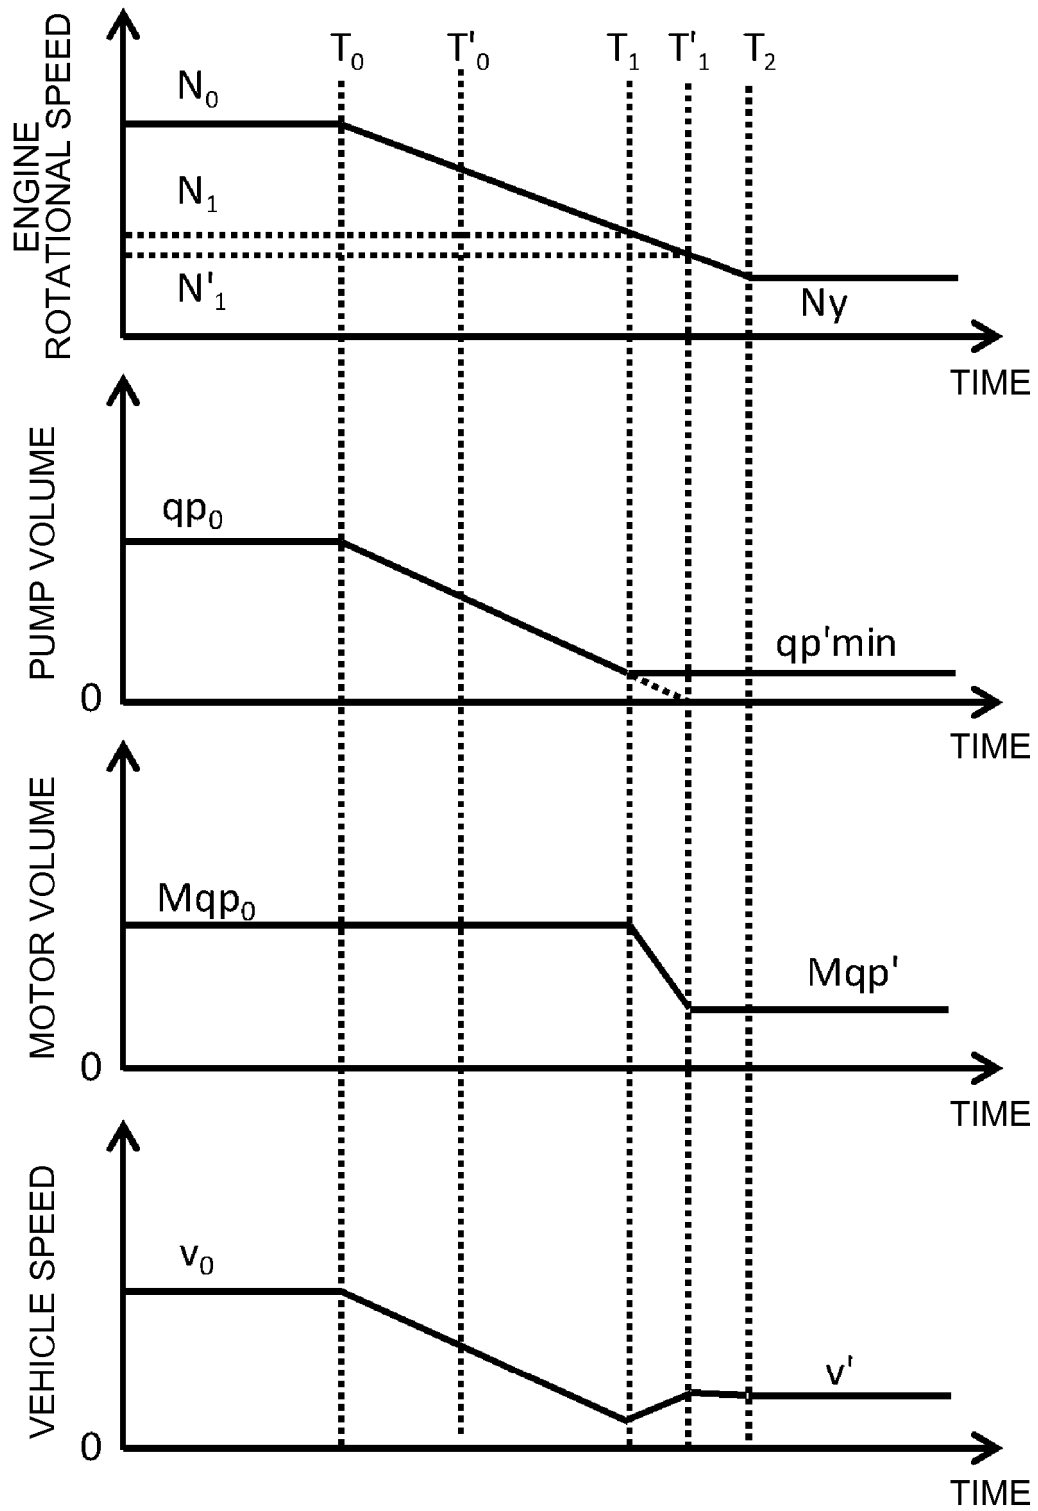 T₀ T'₀ T₁ T'₁ T₂
ENGINE
ROTATIONAL SPEED
N₀
N₁
N'₁
Ny
TIME
PUMP VOLUME
qp₀
qp'min
0
TIME
MOTOR VOLUME
Mqp₀
Mqp'
0
TIME
VEHICLE SPEED
v₀
v'
0
TIME